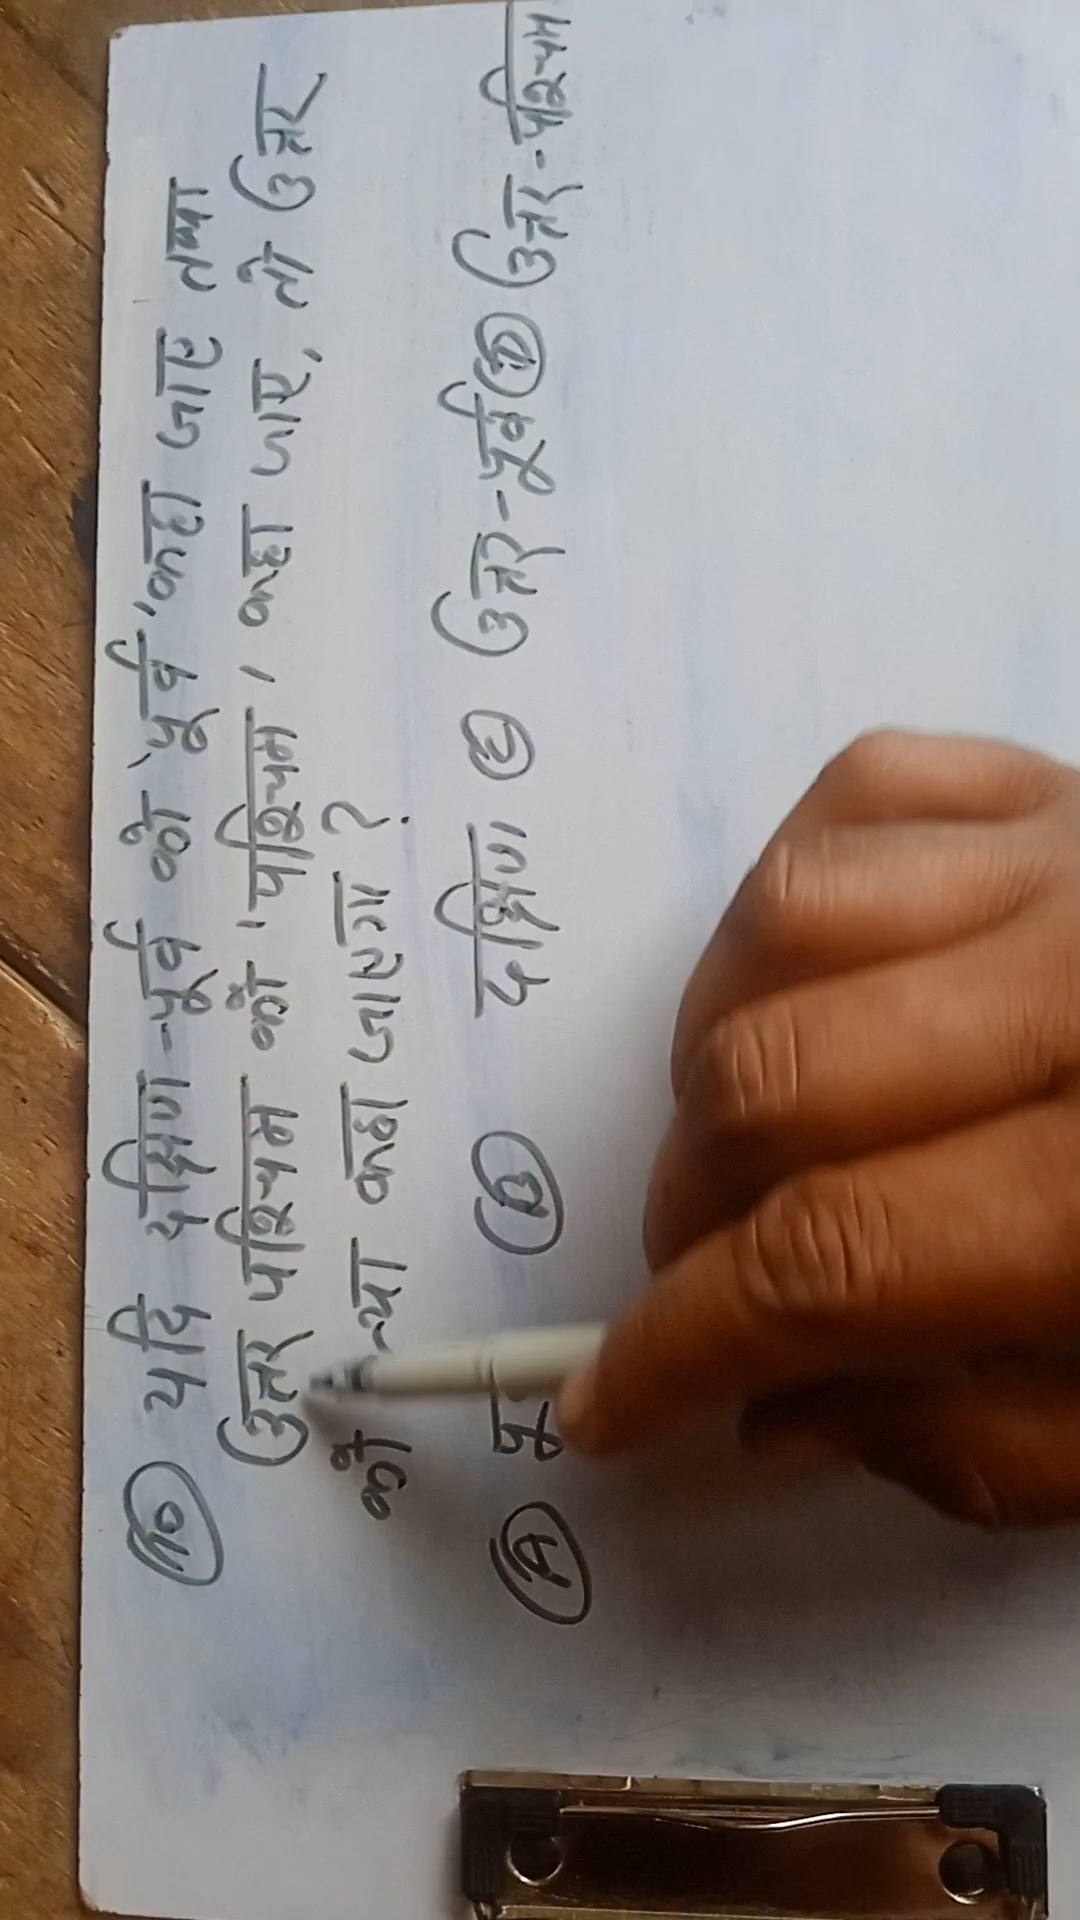 10 यदि दक्षिण-पूर्व को 'पूर्व' कहा जाए तथा
उत्तर पश्चिम को 'पश्चिम' कहा जाए, तो उत्तर
को क्या कहा जाएगा?
A B दक्षिण C उत्तर-पूर्व D उत्तर-पश्चिम